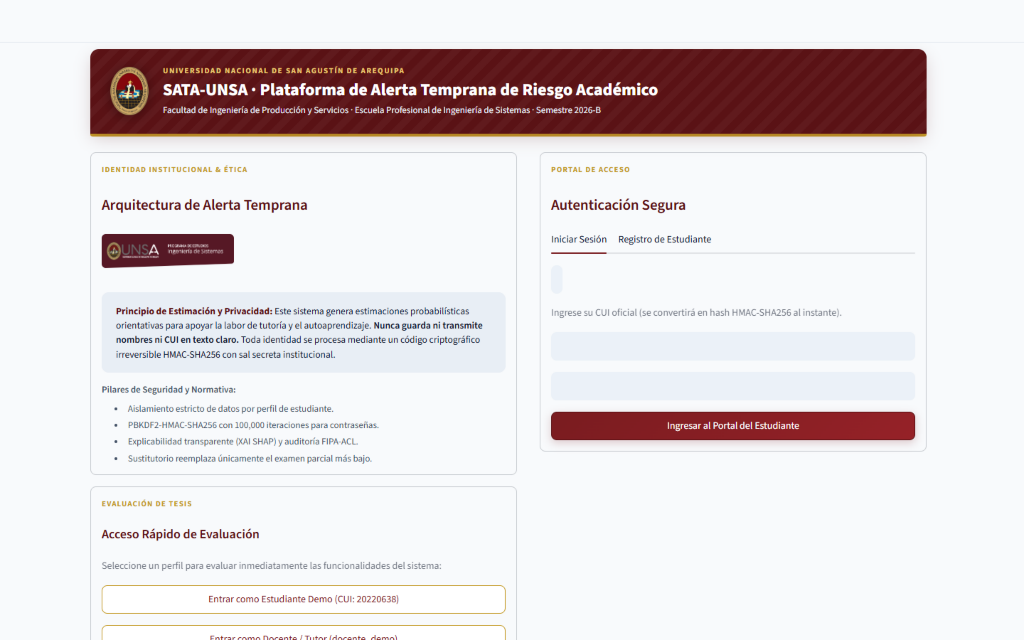 UNIVERSIDAD NACIONAL DE SAN AGUSTÍN DE AREQUIPA
SATA-UNSA · Plataforma de Alerta Temprana de Riesgo Académico
Facultad de Ingeniería de Producción y Servicios · Escuela Profesional de Ingeniería de Sistemas · Semestre 2026-B
IDENTIDAD INSTITUCIONAL & ÉTICA
Arquitectura de Alerta Temprana
UNSA
Ingeniería de Sistemas
Principio de Estimación y Privacidad: Este sistema genera estimaciones probabilísticas
orientativas para apoyar la labor de tutoría y el autoaprendizaje. Nunca guarda ni transmite
nombres ni CUI en texto claro. Toda identidad se procesa mediante un código criptográfico
irreversible HMAC-SHA256 con sal secreta institucional.
Pilares de Seguridad y Normativa:
• Aislamiento estricto de datos por perfil de estudiante.
• PBKDF2-HMAC-SHA256 con 100,000 iteraciones para contraseñas.
• Explicabilidad transparente (XAI SHAP) y auditoría FIPA-ACL.
• Sustitutorio reemplaza únicamente el examen parcial más bajo.
EVALUACIÓN DE TESIS
Acceso Rápido de Evaluación
Seleccione un perfil para evaluar inmediatamente las funcionalidades del sistema:
Entrar como Estudiante Demo (CUI: 20220638)
Entrar como Docente / Tutor (docente_demo)
PORTAL DE ACCESO
Autenticación Segura
Iniciar Sesión Registro de Estudiante
Ingrese su CUI oficial (se convertirá en hash HMAC-SHA256 al instante).
Ingresar al Portal del Estudiante